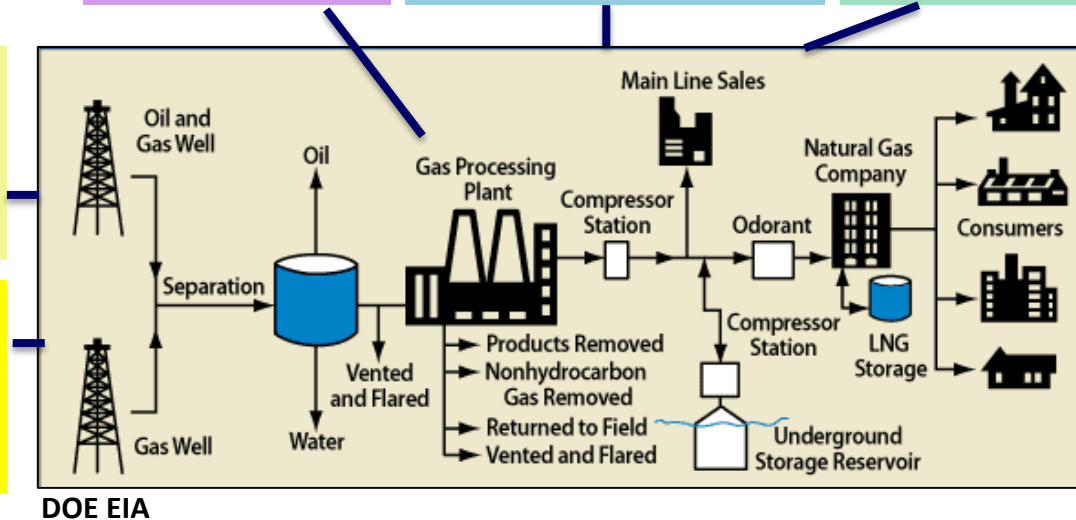 Main Line Sales
Oil and
Gas Well
Oil
Gas Processing
Plant
Compressor
Station
Odorant
Natural Gas
Company
Consumers
Separation
Vented
and Flared
Products Removed
Nonhydrocarbon
Gas Removed
Returned to Field
Vented and Flared
Compressor
Station
LNG
Storage
Gas Well
Water
Underground
Storage Reservoir
DOE EIA